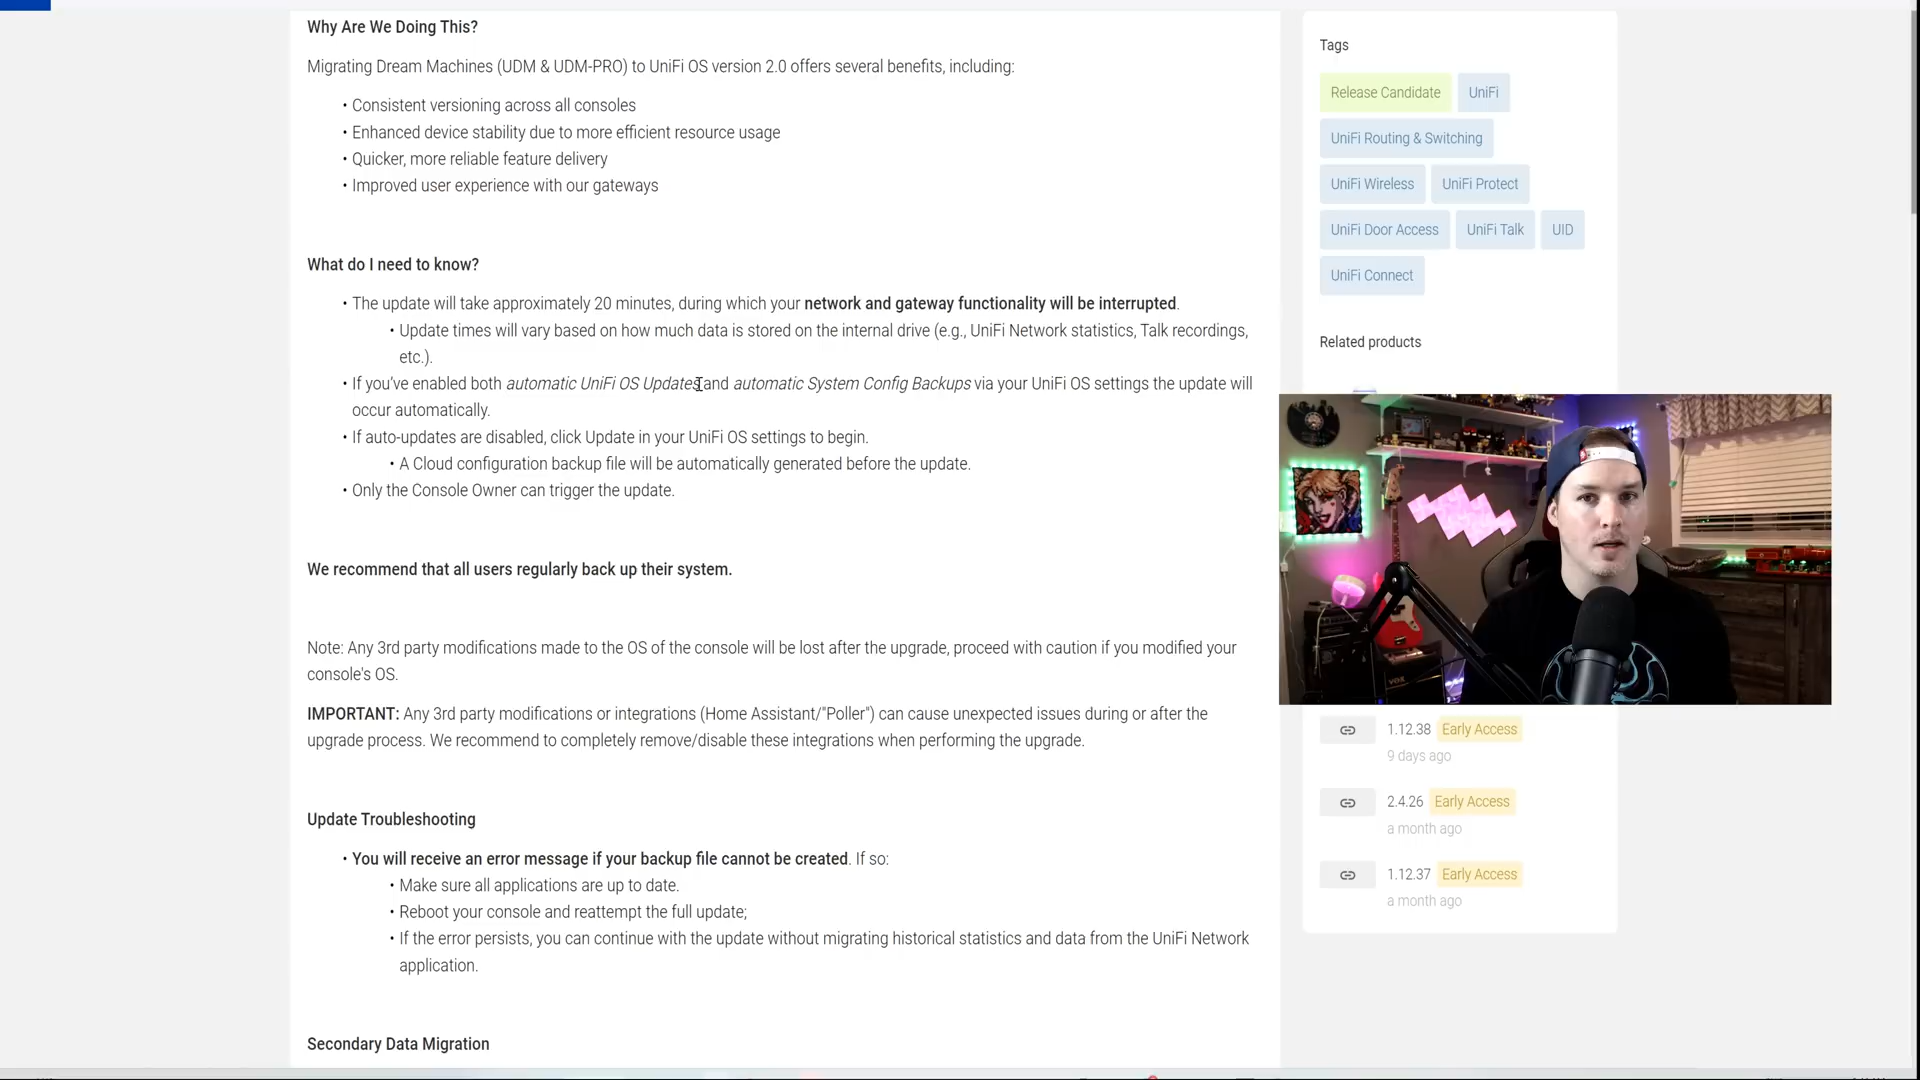 Why Are We Doing This?
Migrating Dream Machines (UDM & UDM-PRO) to UniFi OS version 2.0 offers several benefits, including:
• Consistent versioning across all consoles
• Enhanced device stability due to more efficient resource usage
• Quicker, more reliable feature delivery
• Improved user experience with our gateways
What do I need to know?
• The update will take approximately 20 minutes, during which your network and gateway functionality will be interrupted.
• Update times will vary based on how much data is stored on the internal drive (e.g., UniFi Network statistics, Talk recordings,
etc.).
• If you've enabled both automatic UniFi OS Updates and automatic System Config Backups via your UniFi OS settings the update will
occur automatically.
• If auto-updates are disabled, click Update in your UniFi OS settings to begin.
• A Cloud configuration backup file will be automatically generated before the update.
• Only the Console Owner can trigger the update.
We recommend that all users regularly back up their system.
Note: Any 3rd party modifications made to the OS of the console will be lost after the upgrade, proceed with caution if you modified your
console's OS.
IMPORTANT: Any 3rd party modifications or integrations (Home Assistant/"Poller") can cause unexpected issues during or after the
upgrade process. We recommend to completely remove/disable these integrations when performing the upgrade.
Update Troubleshooting
• You will receive an error message if your backup file cannot be created. If so:
• Make sure all applications are up to date.
• Reboot your console and reattempt the full update;
• If the error persists, you can continue with the update without migrating historical statistics and data from the UniFi Network
application.
Secondary Data Migration
Tags
Release Candidate UniFi
UniFi Routing & Switching
UniFi Wireless UniFi Protect
UniFi Door Access UniFi Talk UID
UniFi Connect
Related products
1.12.38 Early Access
9 days ago
2.4.26 Early Access
a month ago
1.12.37 Early Access
a month ago